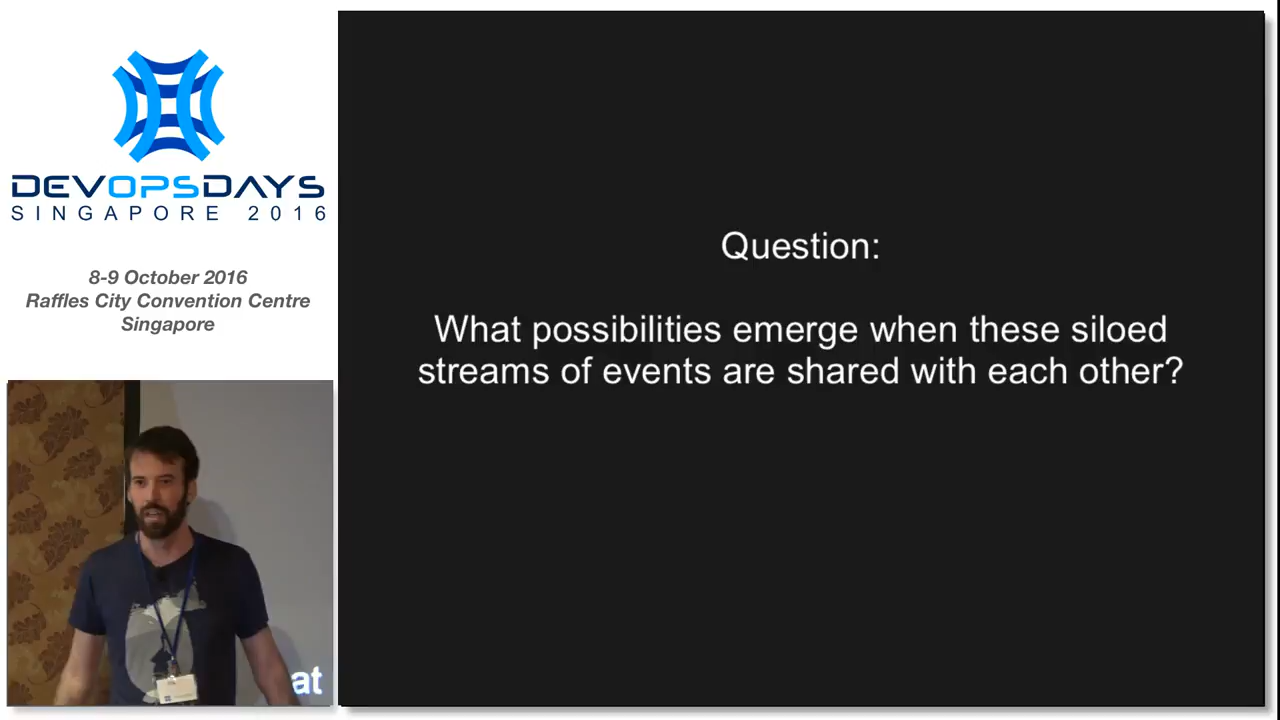 DEVOPSDAYS
SINGAPORE 2016
8-9 October 2016
Raffles City Convention Centre
Singapore
at
Question:
What possibilities emerge when these siloed
streams of events are shared with each other?